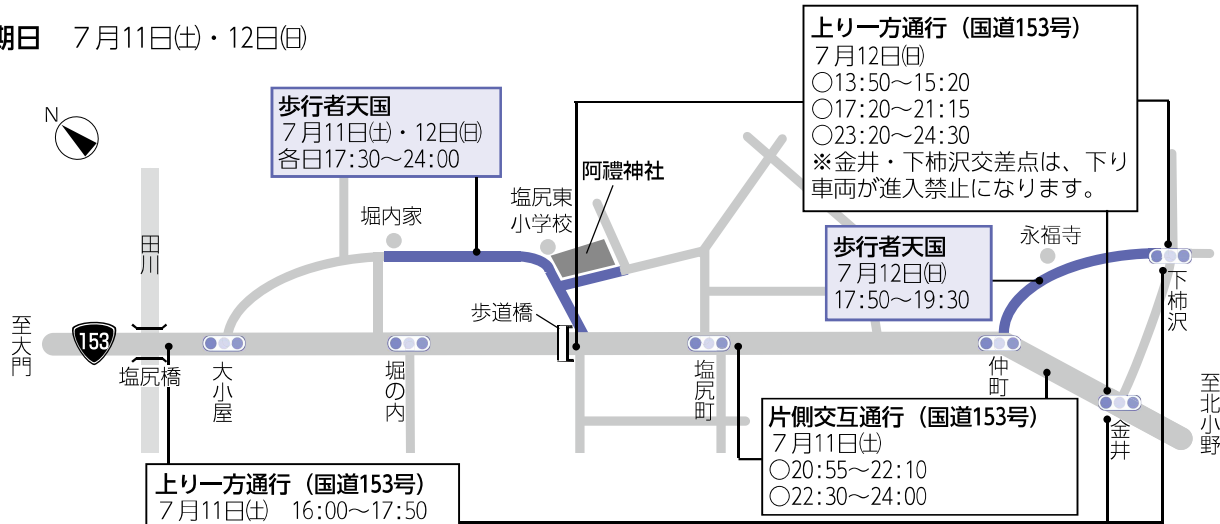 期日 7月11日(土)・12日(日)
上り一方通行（国道153号）
7月12日(日)
○13:50～15:20
○17:20～21:15
○23:20～24:30
※金井・下柿沢交差点は、下り
車両が進入禁止になります。
N
歩行者天国
7月11日(土)・12日(日)
各日17:30～24:00
阿禮神社
塩尻東
小学校
堀内家
田川
歩行者天国
7月12日(日)
17:50～19:30
永福寺
下柿沢
歩道橋
至大門
153
塩尻橋
大小屋
堀の内
塩尻町
仲町
金井
至北小野
片側交互通行（国道153号）
7月11日(土)
○20:55～22:10
○22:30～24:00
上り一方通行（国道153号）
7月11日(土) 16:00～17:50